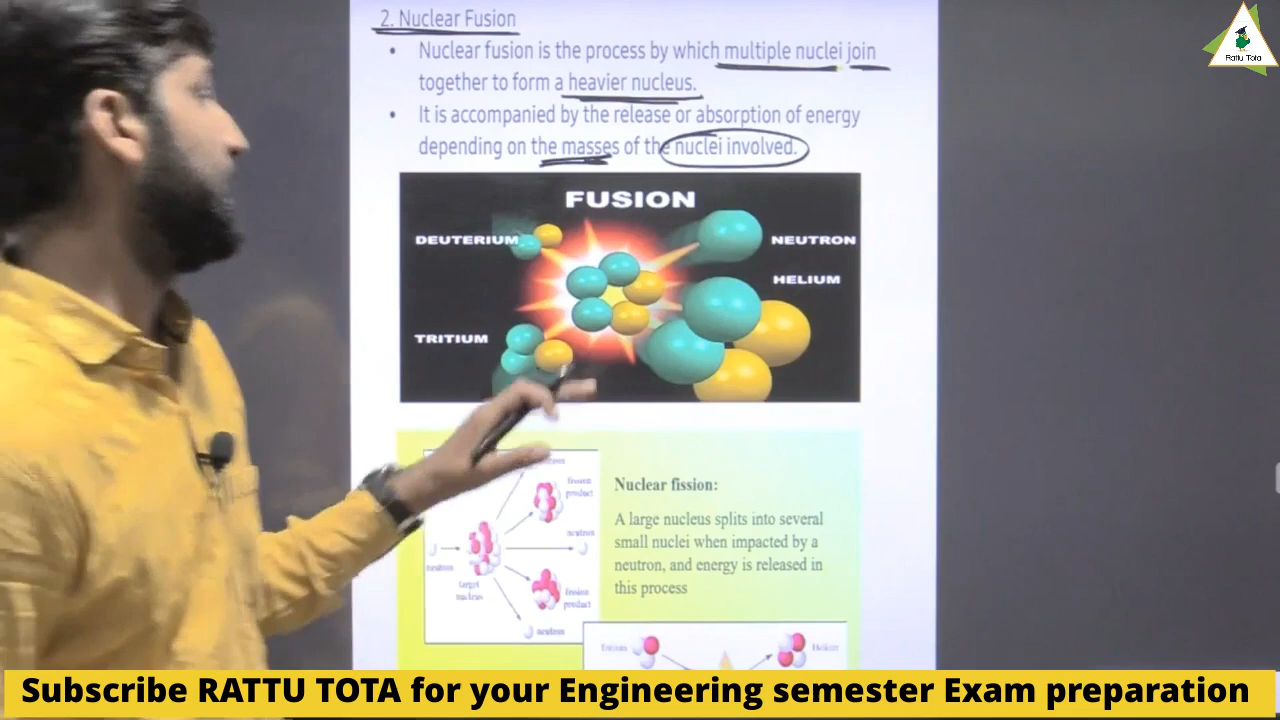 2. Nuclear Fusion
• Nuclear fusion is the process by which multiple nuclei join
together to form a heavier nucleus.
• It is accompanied by the release or absorption of energy
depending on the masses of the nuclei involved.
FUSION
DEUTERIUM
NEUTRON
HELIUM
TRITIUM
fission
product
neutron
neutron
target
nucleus
fission
product
neutron
Nuclear fission:
A large nucleus splits into several
small nuclei when impacted by a
neutron, and energy is released in
this process
Tritium
Helium
Rattu Tota
Subscribe RATTU TOTA for your Engineering semester Exam preparation